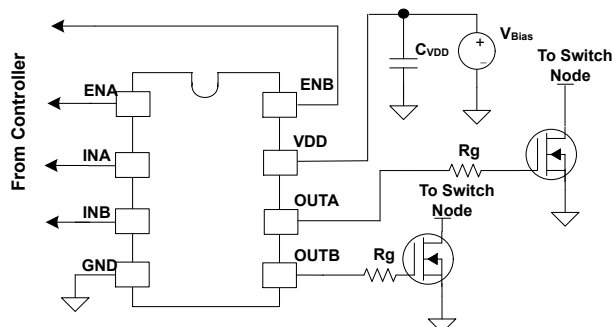 From Controller
ENA
INA
INB
GND
ENB
VDD
OUTA
OUTB
CVDD
VBias
+
−
To Switch
Node
Rg
To Switch
Node
Rg